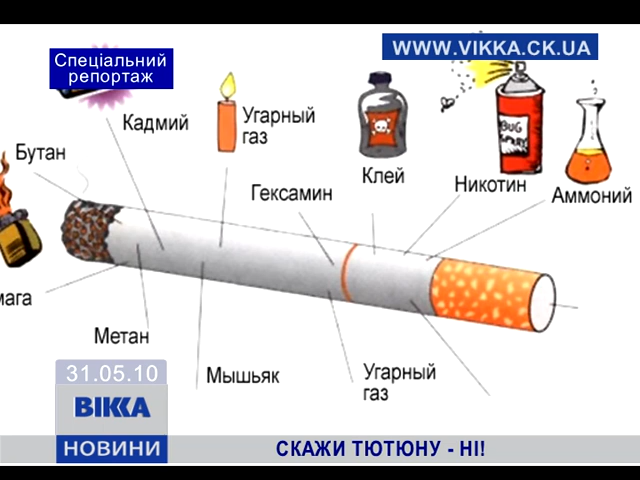 Спеціальний
репортаж
WWW.VIKKA.CK.UA
Кадмий
Угарный
газ
Бутан
Клей
BUG
SPRAY
Гексамин
Никотин
Аммоний
мага
Метан
Мышьяк
Угарный
газ
31.05.10
ВІККА
НОВИНИ
СКАЖИ ТЮТЮНУ - НІ!